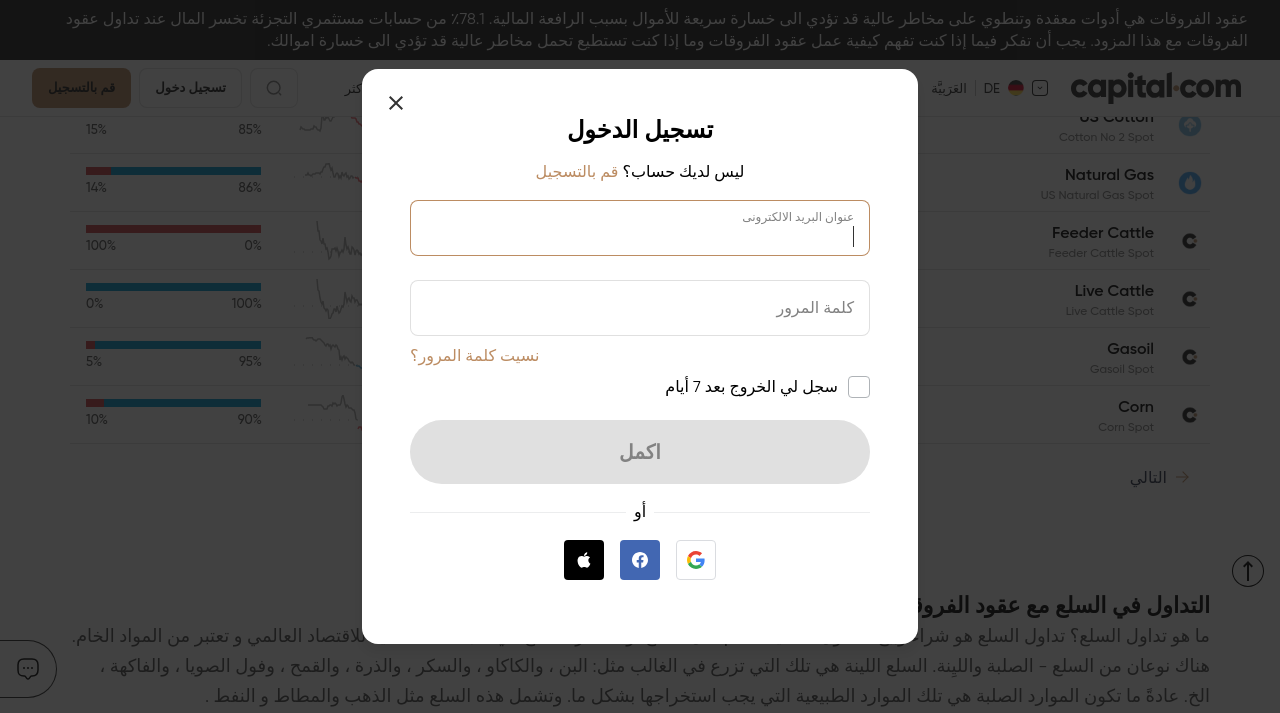 عقود الفروقات هي أدوات معقدة وتنطوي على مخاطر عالية قد تؤدي الى خسارة سريعة للأموال بسبب الرافعة المالية. 78.1٪ من حسابات مستثمري التجزئة تخسر المال عند تداول عقود
الفروقات مع هذا المزود. يجب أن تفكر فيما إذا كنت تفهم كيفية عمل عقود الفروقات وما إذا كنت تستطيع تحمل مخاطر عالية قد تؤدي الى خسارة اموالك.
capital.com
DE
العَرَبيَّة
تسجيل دخول
قم بالتسجيل
US Cotton
Cotton No 2 Spot
85%
15%
Natural Gas
US Natural Gas Spot
86%
14%
Feeder Cattle
Feeder Cattle Spot
0%
100%
Live Cattle
Live Cattle Spot
100%
0%
Gasoil
Gasoil Spot
95%
5%
Corn
Corn Spot
90%
10%
التالي
تسجيل الدخول
ليس لديك حساب؟ قم بالتسجيل
عنوان البريد الالكترونى
كلمة المرور
نسيت كلمة المرور؟
سجل لي الخروج بعد 7 أيام
اكمل
أو
التداول في السلع مع عقود
ما هو تداول السلع؟ تداول السلع هو للاقتصاد العالمي و تعتبر من المواد الخام.
هناك نوعان من السلع - الصلبة واللينة. السلع اللينة هي تلك التي تزرع في الغالب مثل: البن ، والكاكاو ، والسكر ، والذرة ، والقمح ، وفول الصويا ، والفاكهة ،
الخ. عادةً ما تكون الموارد الصلبة هي تلك الموارد الطبيعية التي يجب استخراجها بشكل ما. وتشمل هذه السلع مثل الذهب والمطاط و النفط .